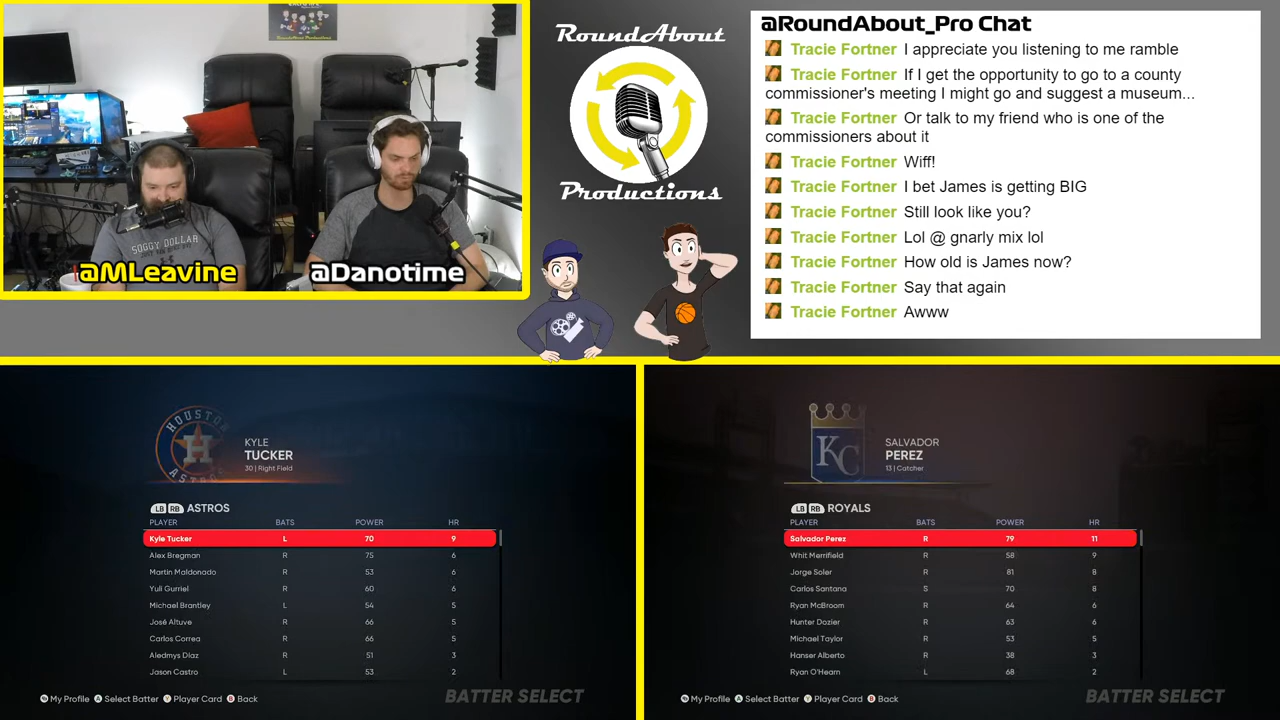 SOGGY DOLLAR
@MLeavine
@Danotime
RoundAbout
Productions
@RoundAbout_Pro Chat
Tracie Fortner I appreciate you listening to me ramble
Tracie Fortner If I get the opportunity to go to a county
commissioner's meeting I might go and suggest a museum...
Tracie Fortner Or talk to my friend who is one of the
commissioners about it
Tracie Fortner Wiff!
Tracie Fortner I bet James is getting BIG
Tracie Fortner Still look like you?
Tracie Fortner Lol @ gnarly mix lol
Tracie Fortner How old is James now?
Tracie Fortner Say that again
Tracie Fortner Awww
HOUSTON
H
ASTROS
KYLE
TUCKER
30 | Right Field
LB RB ASTROS
PLAYER BATS POWER HR
Kyle Tucker L 70 9
Alex Bregman R 75 6
Martin Maldonado R 53 6
Yuli Gurriel R 60 6
Michael Brantley L 54 5
José Altuve R 66 5
Carlos Correa R 66 5
Aledmys Diaz R 51 3
Jason Castro L 53 2
My Profile A Select Batter Y Player Card B Back
BATTER SELECT
KC
SALVADOR
PEREZ
13 | Catcher
LB RB ROYALS
PLAYER BATS POWER HR
Salvador Perez R 79 11
Whit Merrifield R 58 9
Jorge Soler R 81 8
Carlos Santana S 70 8
Ryan McBroom R 64 6
Hunter Dozier R 63 6
Michael Taylor R 53 5
Hanser Alberto R 38 3
Ryan O'Hearn L 68 2
My Profile A Select Batter Y Player Card B Back
BATTER SELECT